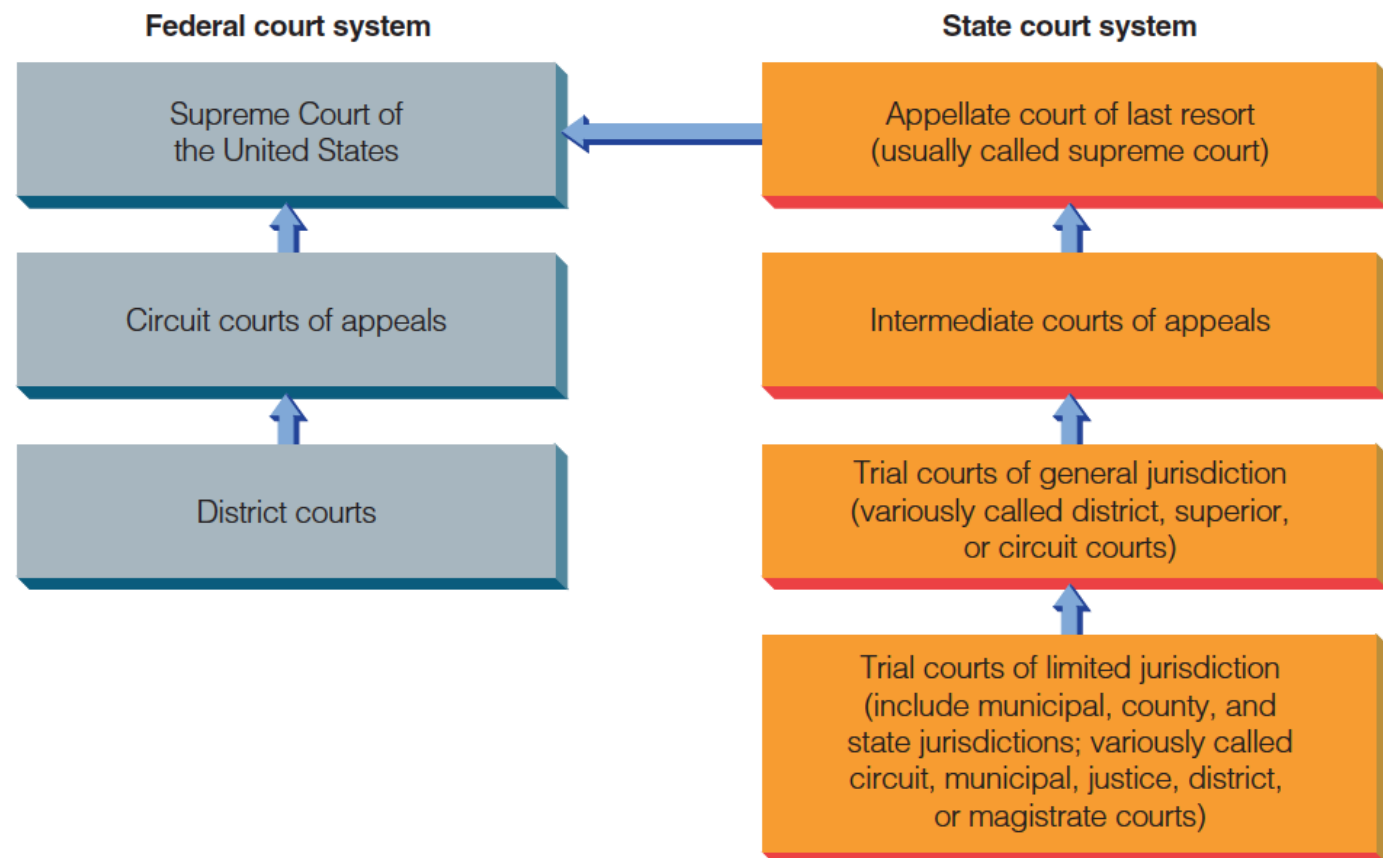 Federal court system
Supreme Court of
the United States
Circuit courts of appeals
District courts
State court system
Appellate court of last resort
(usually called supreme court)
Intermediate courts of appeals
Trial courts of general jurisdiction
(variously called district, superior,
or circuit courts)
Trial courts of limited jurisdiction
(include municipal, county, and
state jurisdictions; variously called
circuit, municipal, justice, district,
or magistrate courts)